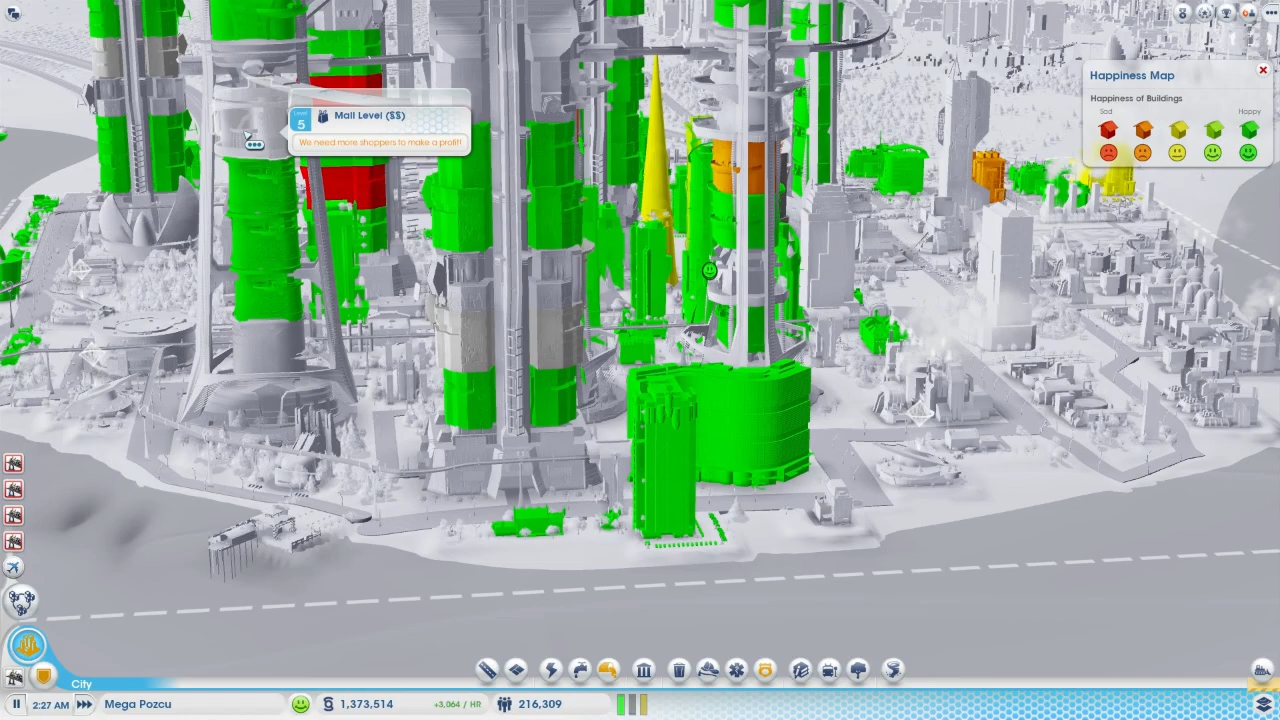 Happiness Map
Happiness of Buildings
Sad
Happy
Level
5
Mall Level ($$)
We need more shoppers to make a profit!
City
2:27 AM
Mega Pozcu
1,373,514
+3,064 / HR
216,309